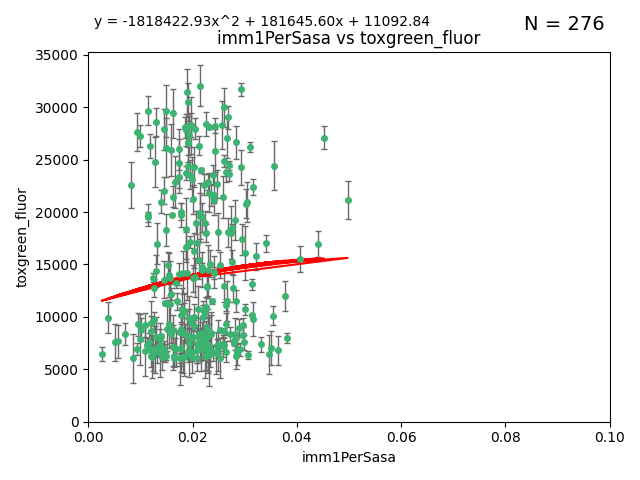 y = -1818422.93x^2 + 181645.60x + 11092.84
N = 276
imm1PerSasa vs toxgreen_fluor
35000
30000
25000
20000
15000
10000
5000
0
toxgreen_fluor
0.00 0.02 0.04 0.06 0.08 0.10
imm1PerSasa